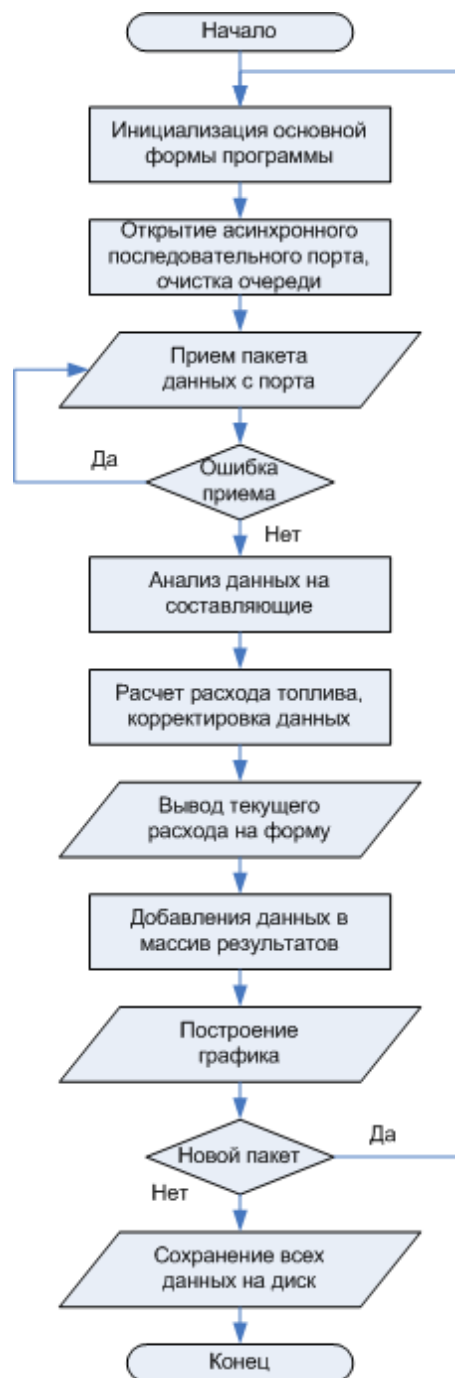 Начало
Инициализация основной
формы программы
Открытие асинхронного
последовательного порта,
очистка очереди
Прием пакета
данных с порта
Да
Ошибка
приема
Нет
Анализ данных на
составляющие
Расчет расхода топлива,
корректировка данных
Вывод текущего
расхода на форму
Добавления данных в
массив результатов
Построение
графика
Новой пакет
Да
Нет
Сохранение всех
данных на диск
Конец